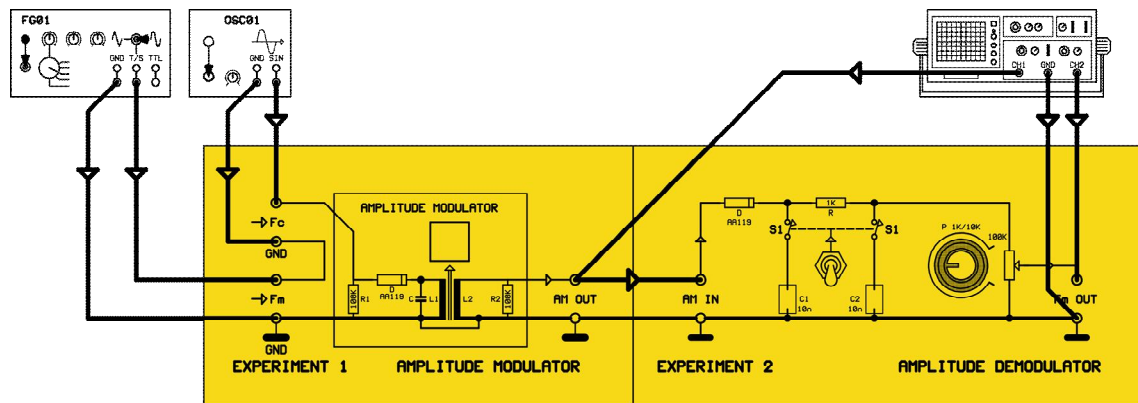 FG01
GND T/S TTL
OSC01
GND SIN
CH1 GND CH2
Fc
GND
Fm
GND
AMPLITUDE MODULATOR
100K
R1
D
AA119
C
L1
L2
R2
100K
AM OUT
AM IN
D
AA119
1K
R
S1
S1
C1
10n
C2
10n
P 1K/10K
100K
Fm OUT
EXPERIMENT 1
AMPLITUDE MODULATOR
EXPERIMENT 2
AMPLITUDE DEMODULATOR